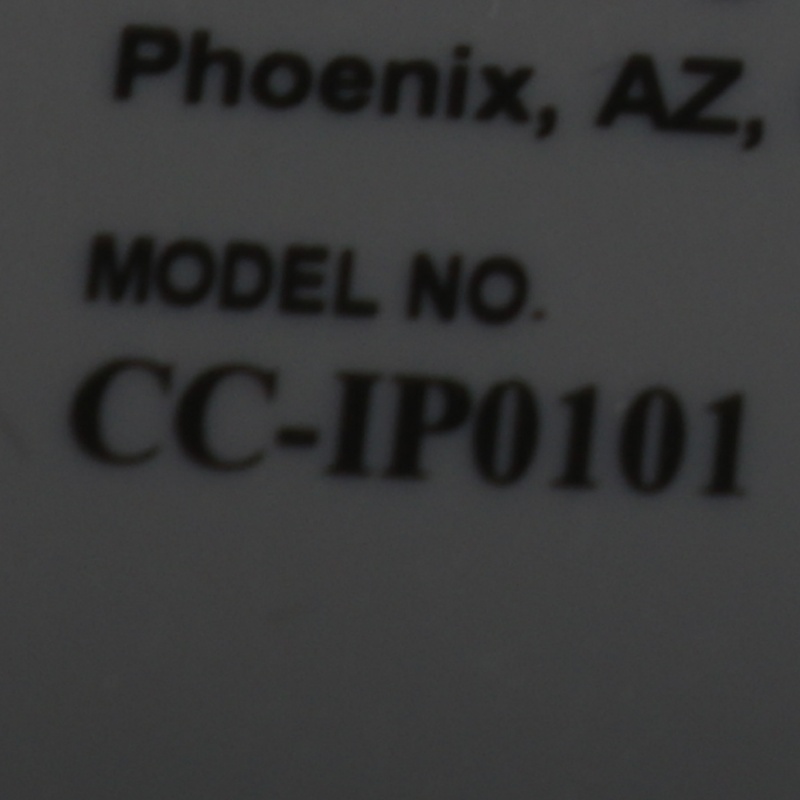 Phoenix, AZ,
MODEL NO.
CC-IP0101